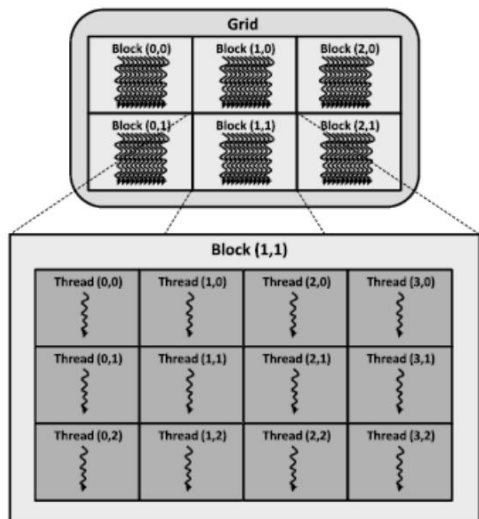 Grid
Block (0,0) Block (1,0) Block (2,0)
Block (0,1) Block (1,1) Block (2,1)
Block (1,1)
Thread (0,0) Thread (1,0) Thread (2,0) Thread (3,0)
Thread (0,1) Thread (1,1) Thread (2,1) Thread (3,1)
Thread (0,2) Thread (1,2) Thread (2,2) Thread (3,2)